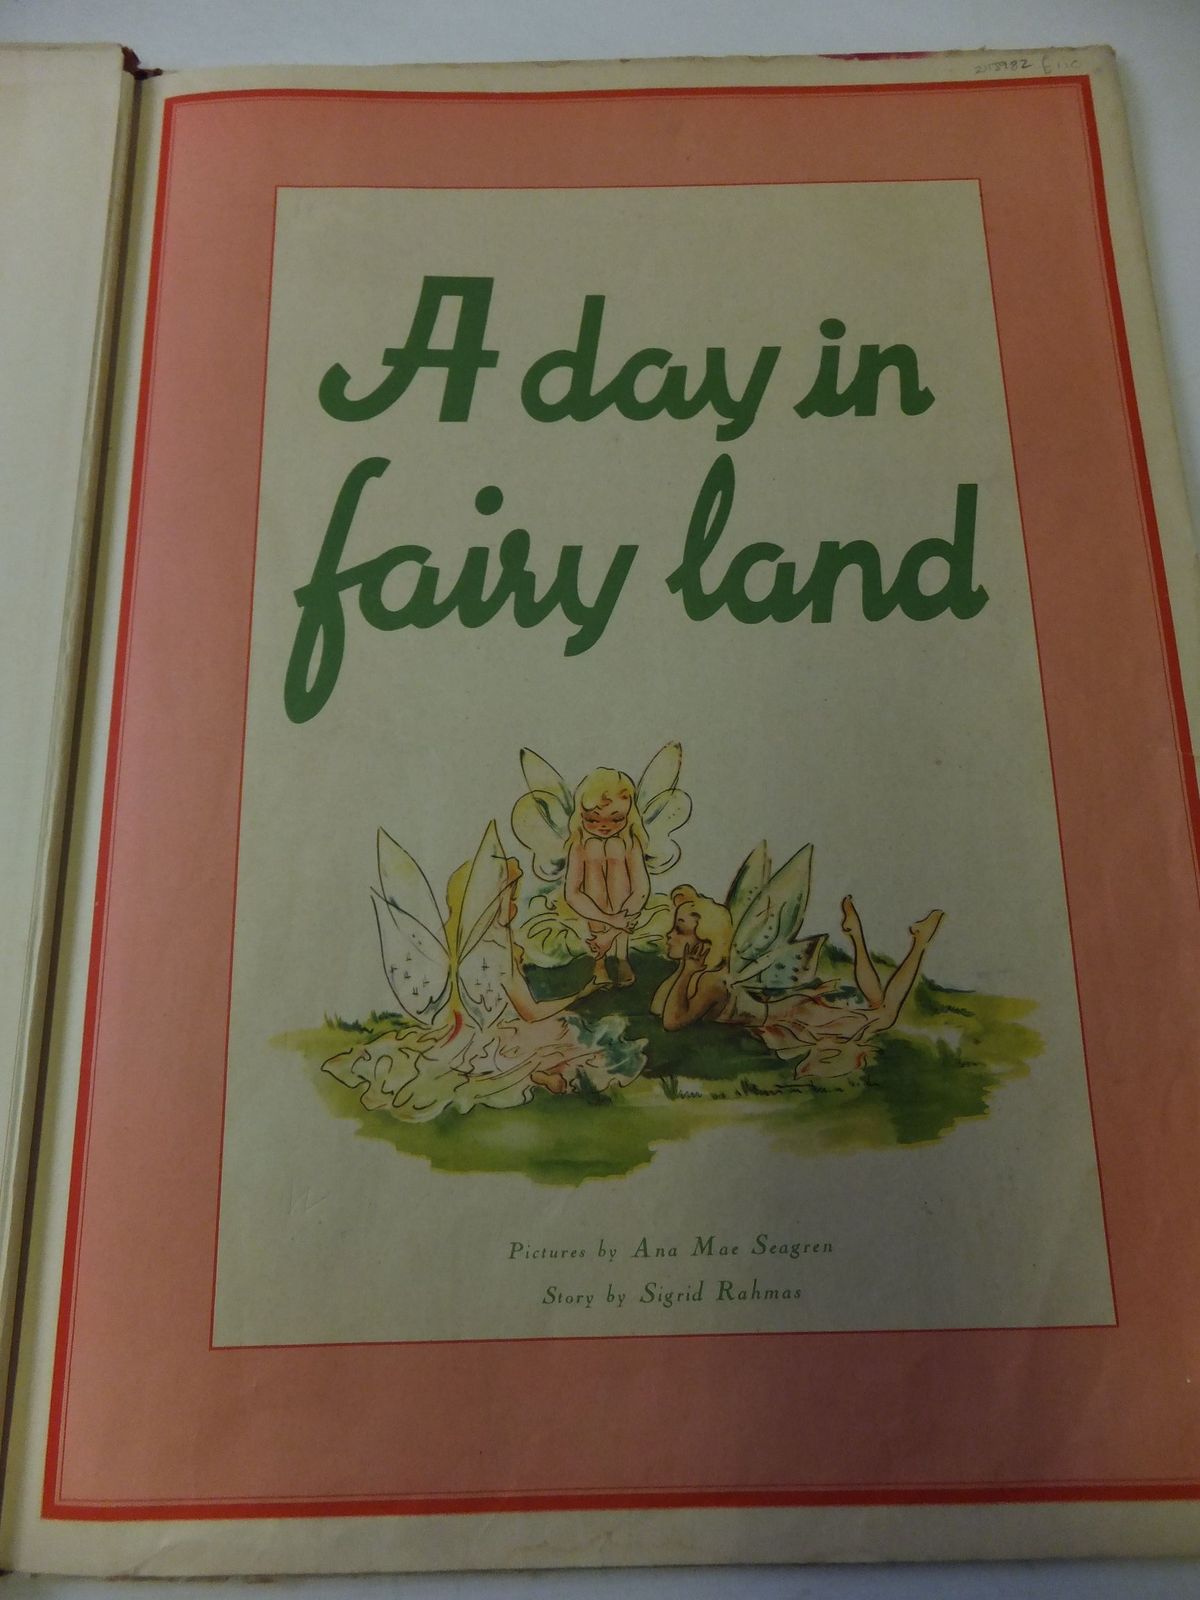 A day in
fairy land
Pictures by Ana Mae Seagren
Story by Sigrid Rahmas